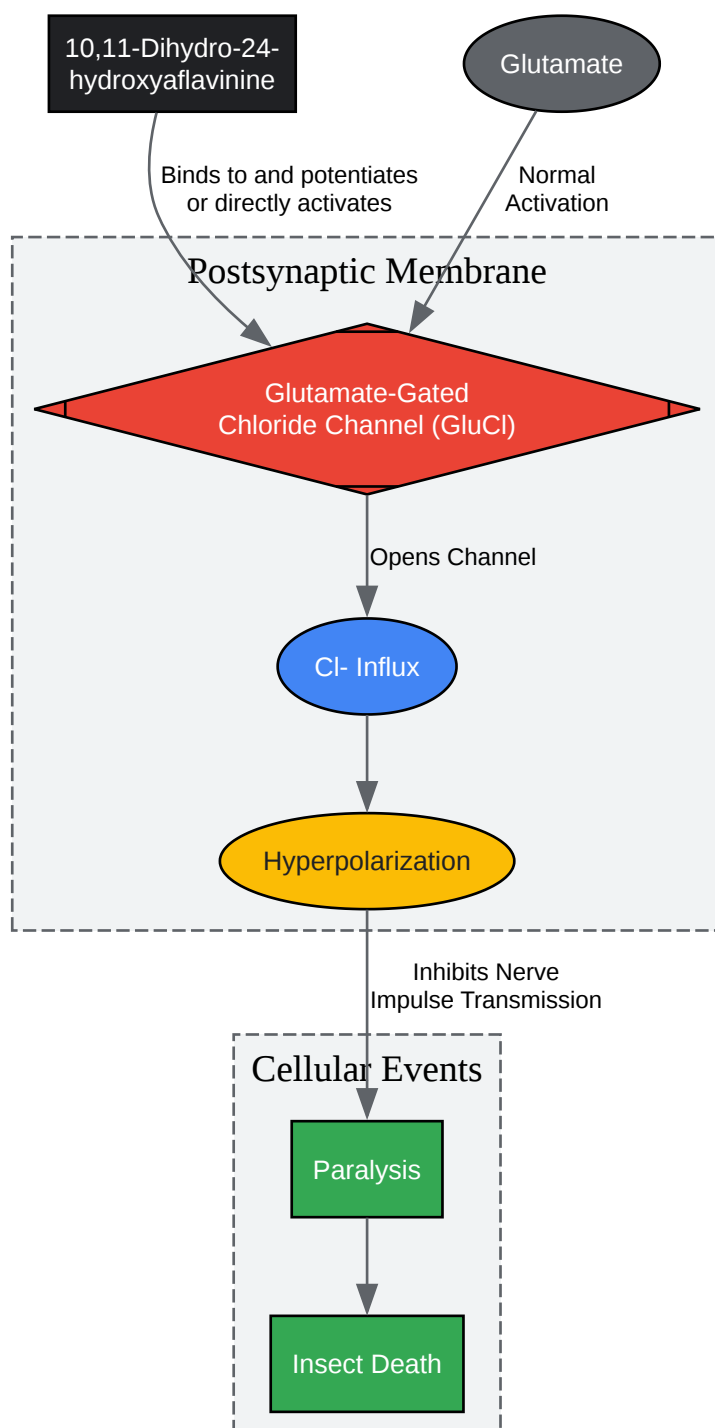 10,11-Dihydro-24-
hydroxyaflavinine
Glutamate
Binds to and potentiates
or directly activates
Normal
Activation
Postsynaptic Membrane
Glutamate-Gated
Chloride Channel (GluCl)
Opens Channel
Cl- Influx
Hyperpolarization
Inhibits Nerve
Impulse Transmission
Cellular Events
Paralysis
Insect Death